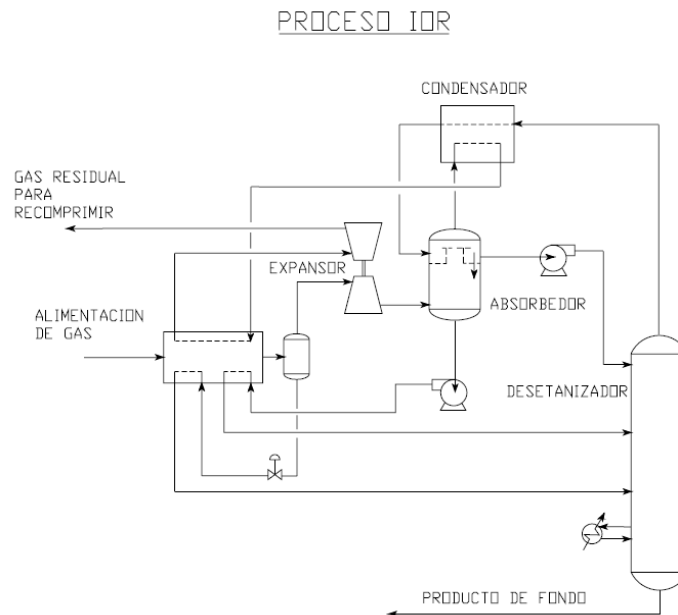 PROCESO IOR
CONDENSADOR
GAS RESIDUAL
PARA
RECOMPRIMIR
EXPANSOR
ABSORBEDOR
ALIMENTACION
DE GAS
DESETANIZADOR
PRODUCTO DE FONDO